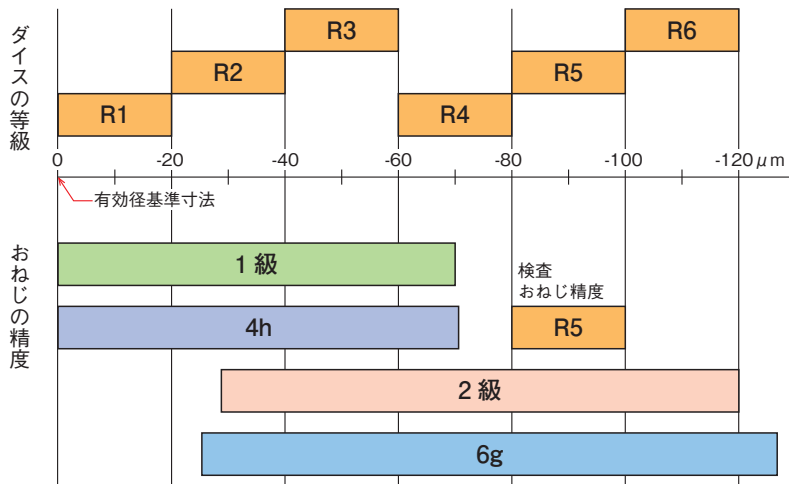 ダイスの等級
R3
R6
R2
R5
R1
R4
0
-20
-40
-60
-80
-100
-120μm
有効径基準寸法
おねじの精度
1級
検査
おねじ精度
4h
R5
2級
6g